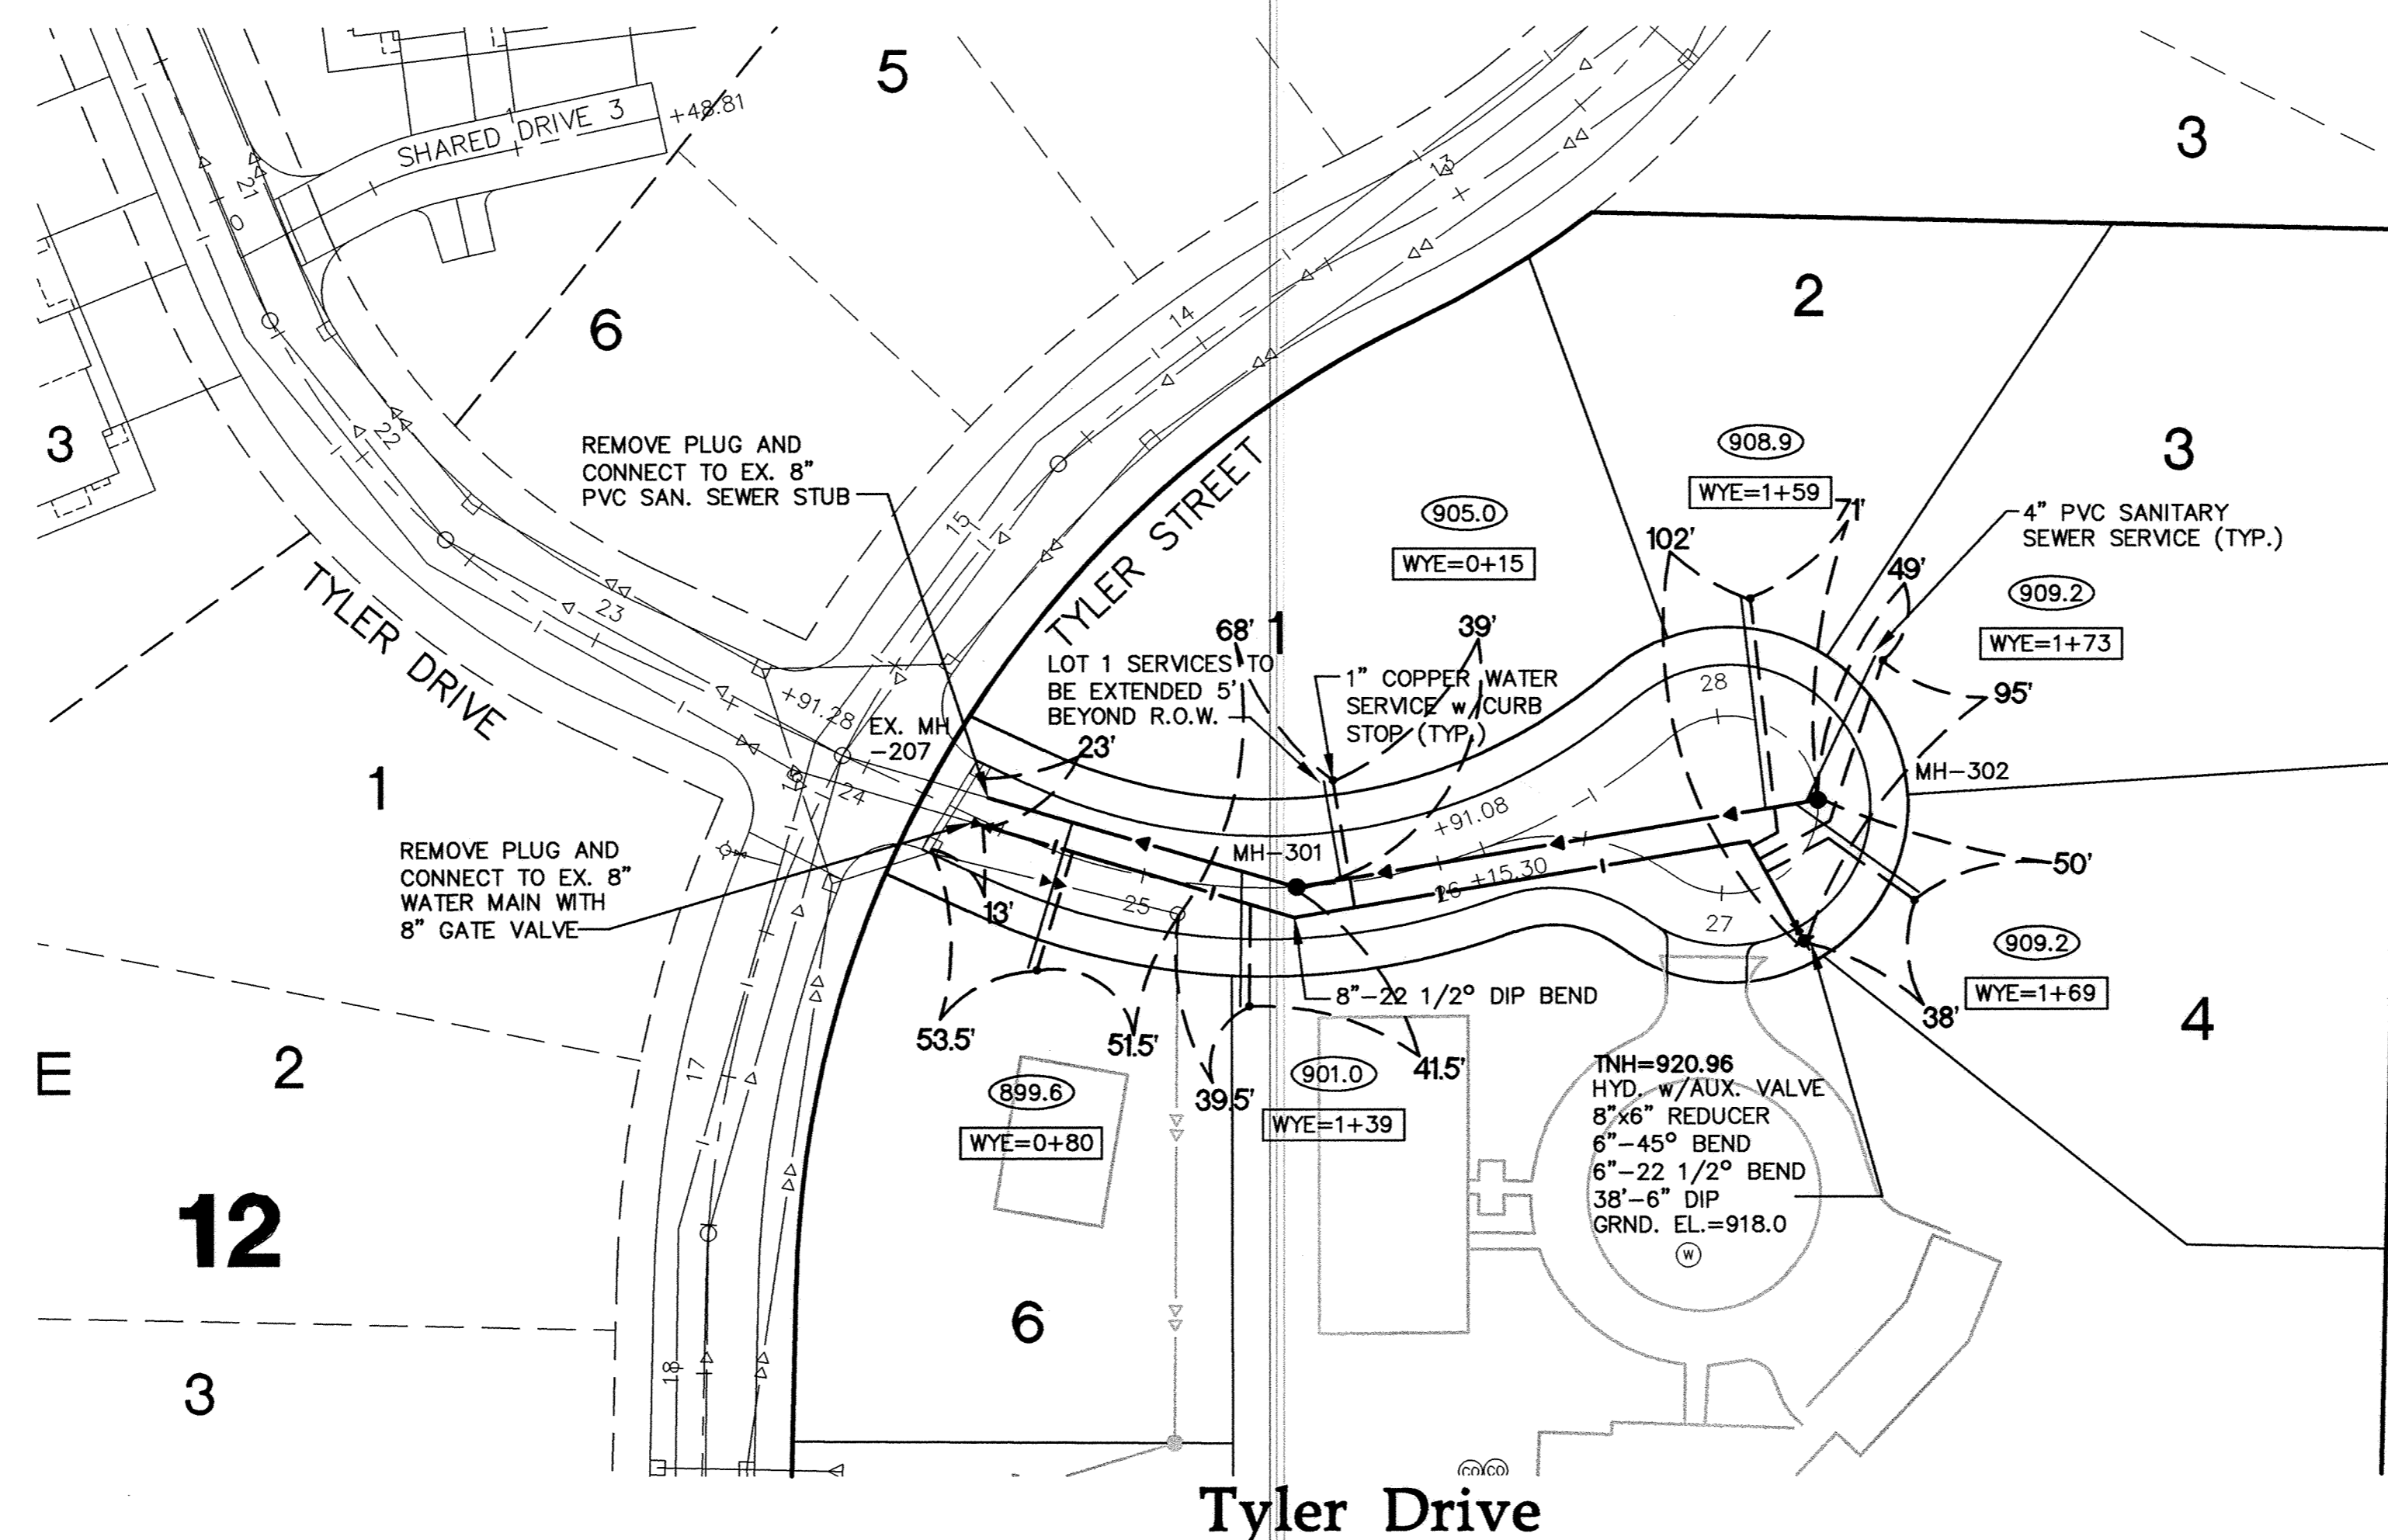 5
3
SHARED DRIVE 3
+48.81
21
0
13
14
2
6
3
22
REMOVE PLUG AND
CONNECT TO EX. 8"
PVC SAN. SEWER STUB
15
TYLER STREET
908.9
WYE=1+59
3
905.0
WYE=0+15
71'
102'
4" PVC SANITARY
SEWER SERVICE (TYP.)
49'
909.2
WYE=1+73
95'
TYLER DRIVE
23
68'
1
39'
LOT 1 SERVICES TO
BE EXTENDED 5'
BEYOND R.O.W.
1" COPPER WATER
SERVICE w/CURB
STOP (TYP.)
28
+91.28
EX. MH
-207
23'
MH-302
1
24
+91.08
REMOVE PLUG AND
CONNECT TO EX. 8"
WATER MAIN WITH
8" GATE VALVE
MH-301
50'
26
+15.30
13'
25
27
909.2
WYE=1+69
38'
4
8"-22 1/2° DIP BEND
53.5'
51.5'
39.5'
41.5'
E
2
17
899.6
WYE=0+80
901.0
WYE=1+39
TNH=920.96
HYD. w/AUX. VALVE
8"x6" REDUCER
6"-45° BEND
6"-22 1/2° BEND
38'-6" DIP
GRND. EL.=918.0
W
12
6
3
18
CO
CO
Tyler Drive